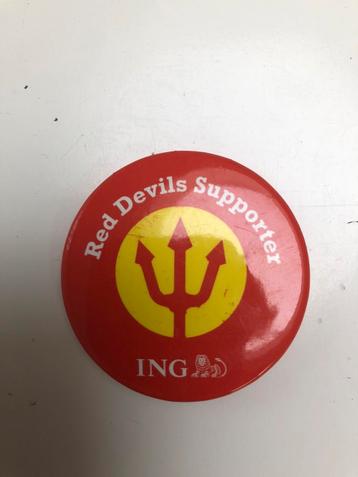 Red Devils Supporter
ING